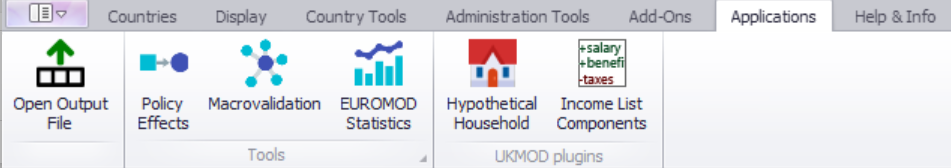 Countries Display Country Tools Administration Tools Add-Ons Applications Help & Info
+salary
+benefi
-taxes
Open Output
File
Policy
Effects
Macrovalidation
EUROMOD
Statistics
Hypothetical
Household
Income List
Components
Tools
UKMOD plugins